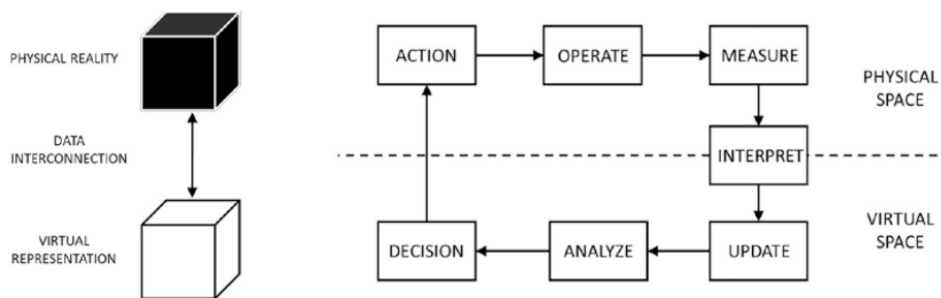 PHYSICAL REALITY
DATA
INTERCONNECTION
VIRTUAL
REPRESENTATION
ACTION
OPERATE
MEASURE
PHYSICAL
SPACE
INTERPRET
DECISION
ANALYZE
UPDATE
VIRTUAL
SPACE